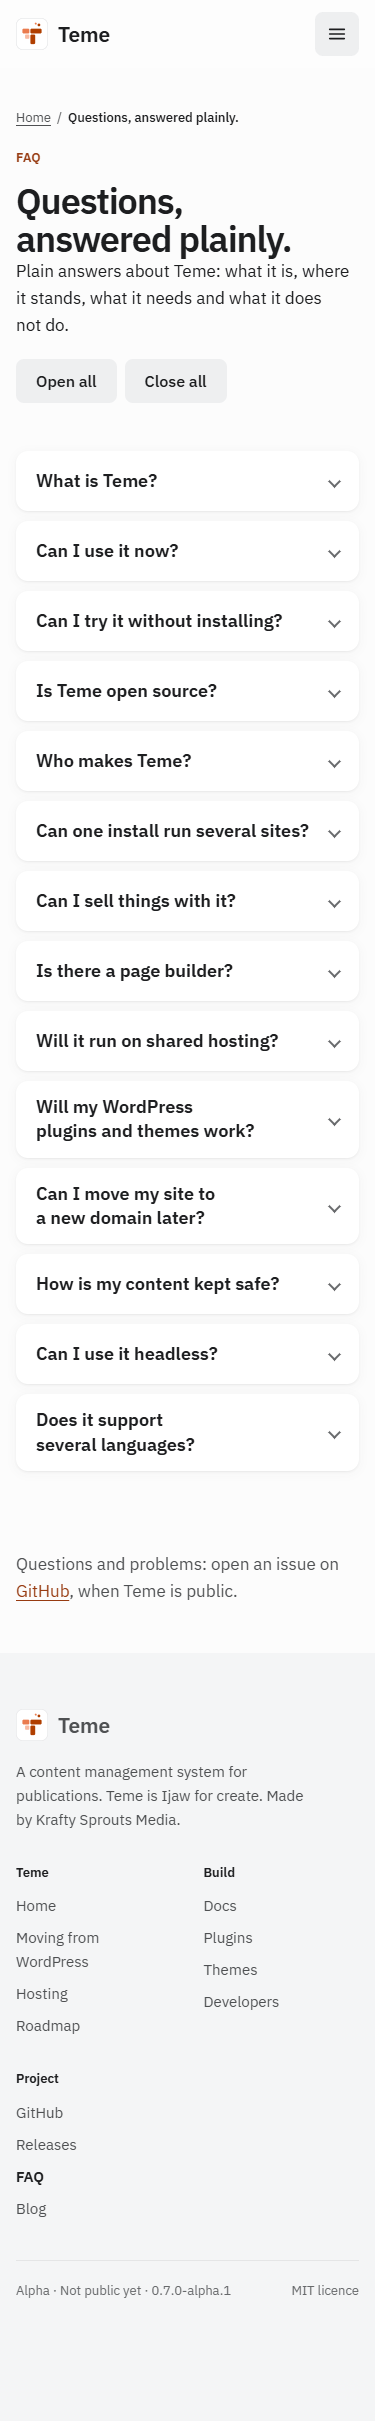 Teme
Home / Questions, answered plainly.
FAQ
Questions,
answered plainly.
Plain answers about Teme: what it is, where
it stands, what it needs and what it does
not do.
Open all
Close all
What is Teme?
Can I use it now?
Can I try it without installing?
Is Teme open source?
Who makes Teme?
Can one install run several sites?
Can I sell things with it?
Is there a page builder?
Will it run on shared hosting?
Will my WordPress
plugins and themes work?
Can I move my site to
a new domain later?
How is my content kept safe?
Can I use it headless?
Does it support
several languages?
Questions and problems: open an issue on
GitHub, when Teme is public.
Teme
A content management system for
publications. Teme is Ijaw for create. Made
by Krafty Sprouts Media.
Teme
Home
Moving from
WordPress
Hosting
Roadmap
Build
Docs
Plugins
Themes
Developers
Project
GitHub
Releases
FAQ
Blog
Alpha · Not public yet · 0.7.0-alpha.1
MIT licence